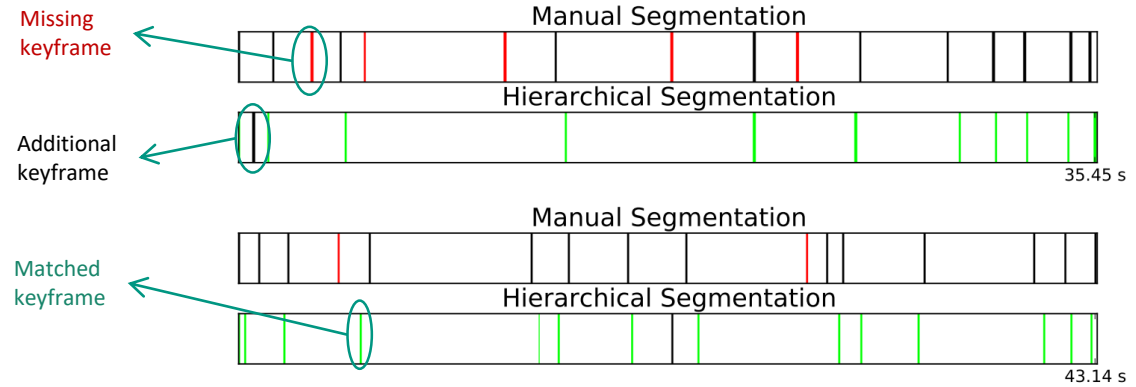 Missing
keyframe
Manual Segmentation
Hierarchical Segmentation
Additional
keyframe
35.45 s
Manual Segmentation
Matched
keyframe
Hierarchical Segmentation
43.14 s